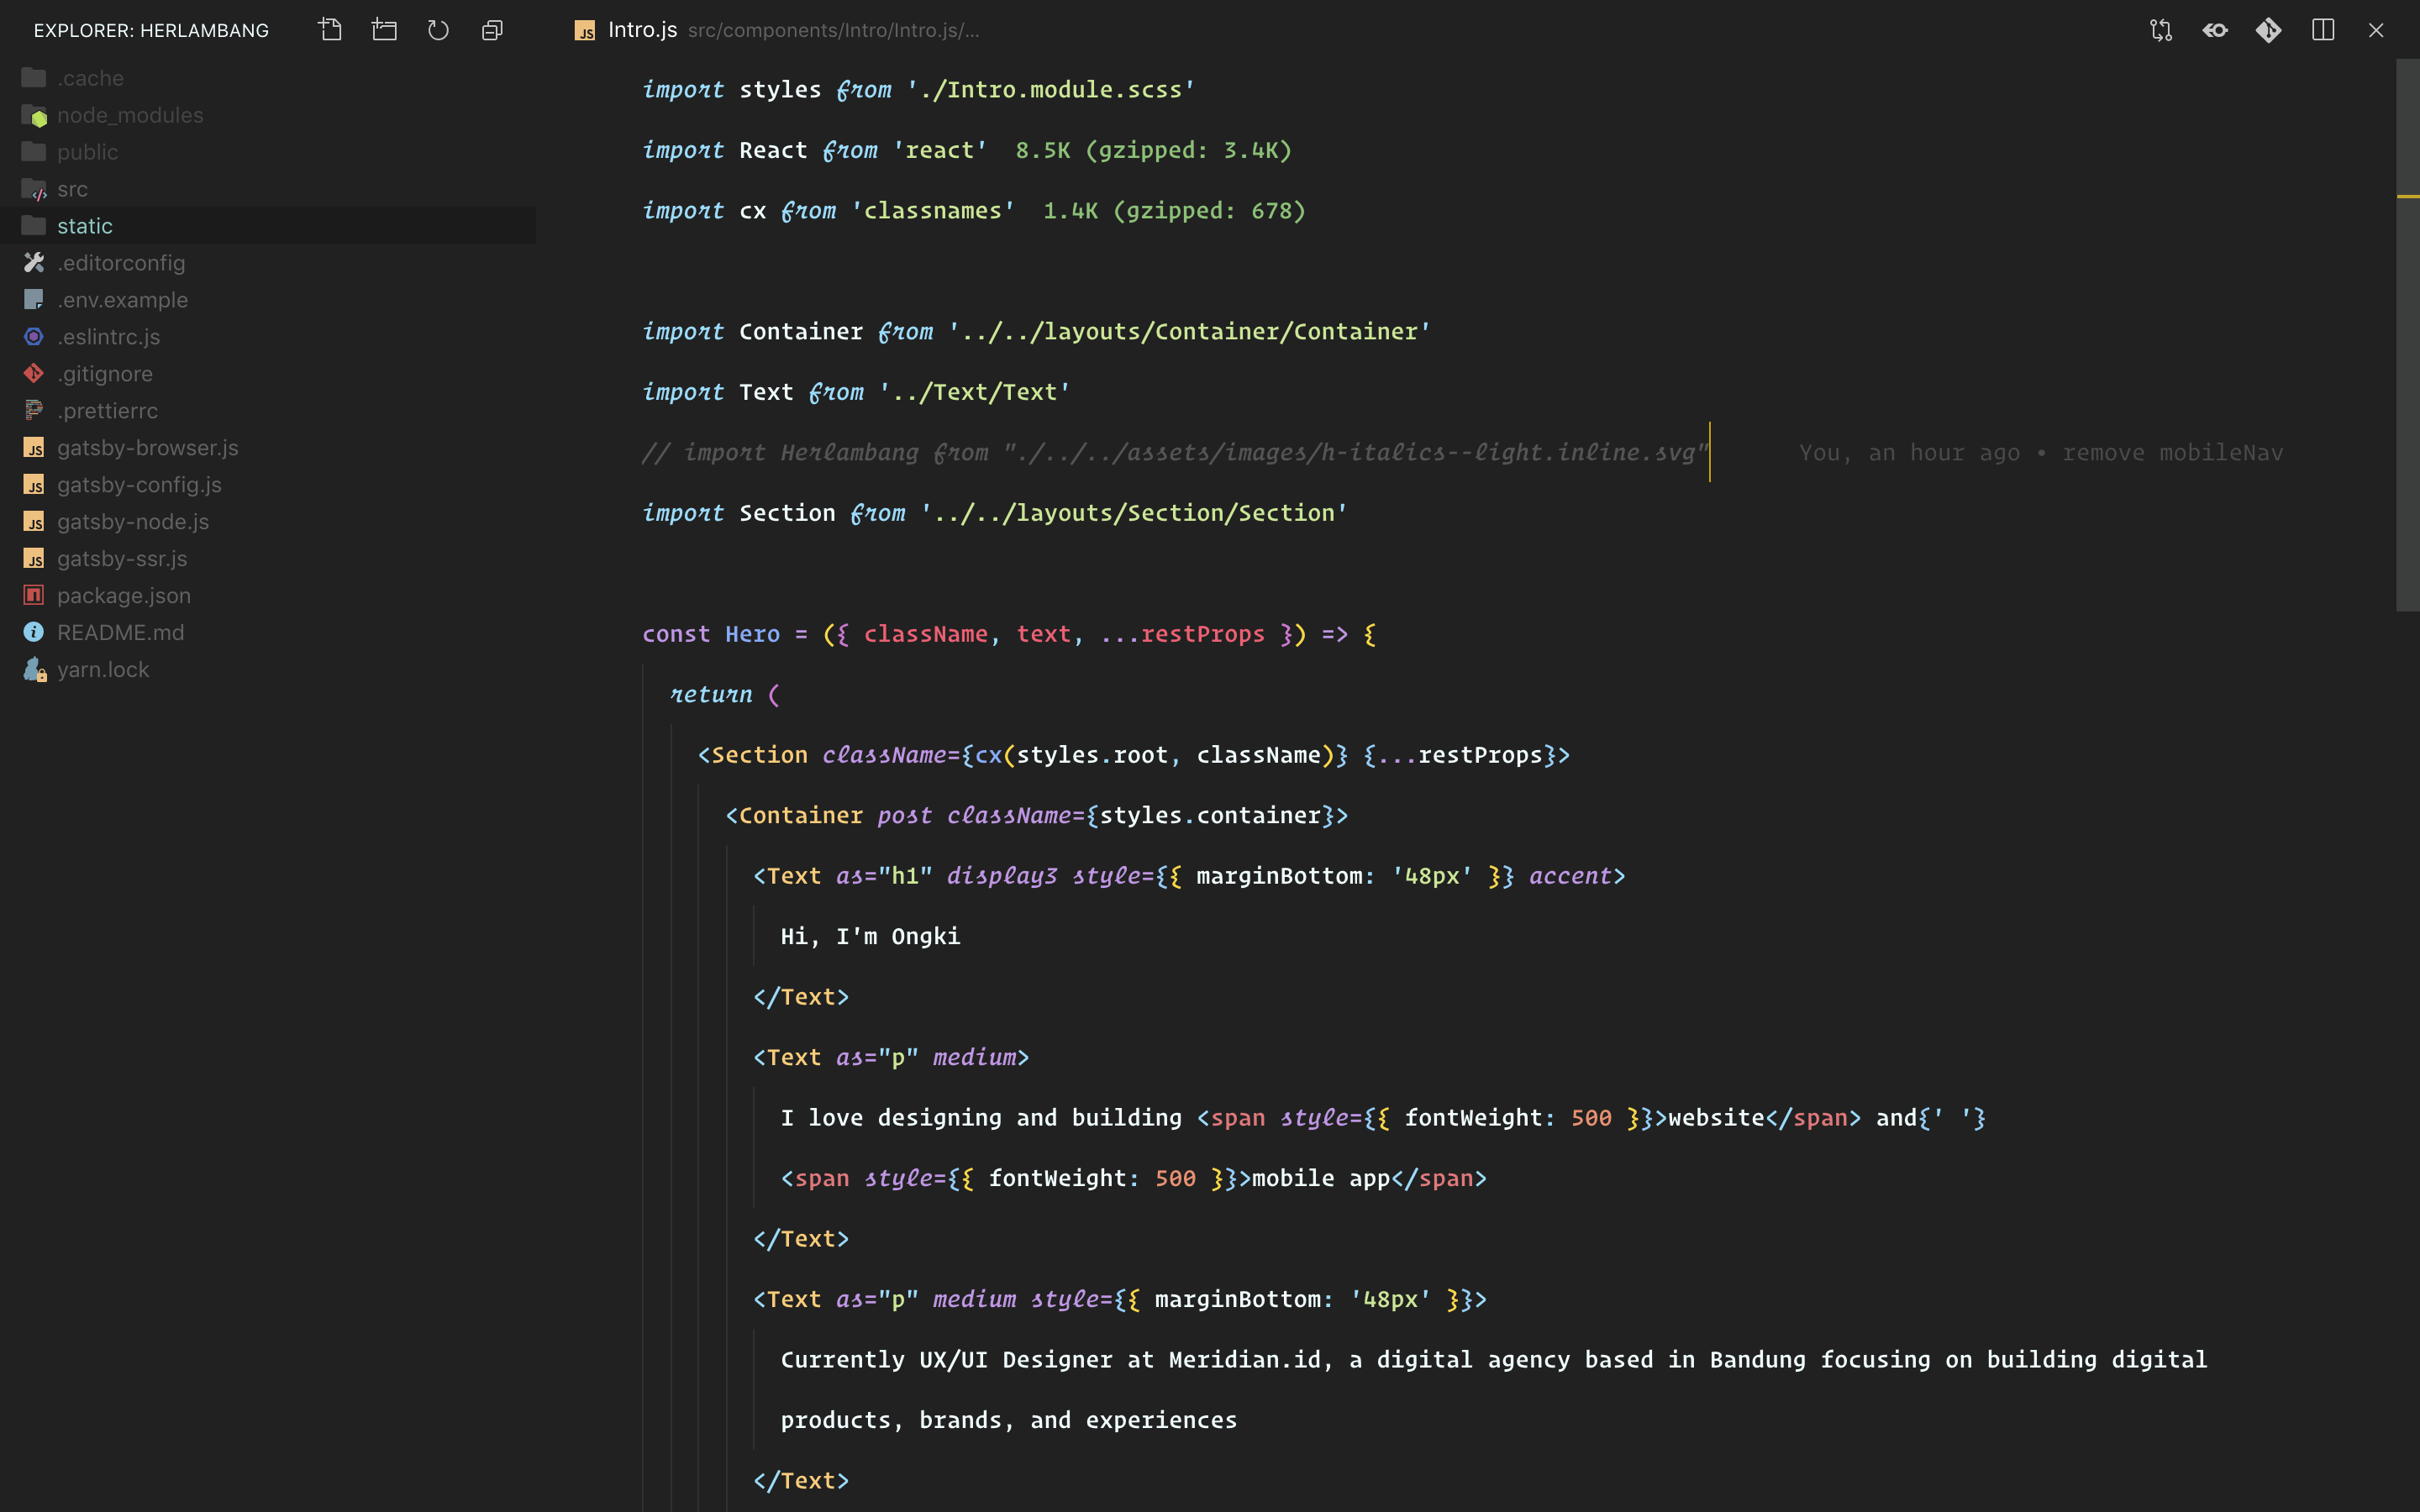 EXPLORER: HERLAMBANG
.cache
node_modules
public
src
static
.editorconfig
.env.example
.eslintrc.js
.gitignore
.prettierrc
gatsby-browser.js
gatsby-config.js
gatsby-node.js
gatsby-ssr.js
package.json
README.md
yarn.lock
JS Intro.js src/components/Intro/Intro.js/...
import styles from './Intro.module.scss'
import React from 'react' 8.5K (gzipped: 3.4K)
import cx from 'classnames' 1.4K (gzipped: 678)
import Container from '../../layouts/Container/Container'
import Text from '../Text/Text'
// import Herlambang from "./../../assets/images/h-italics--light.inline.svg" You, an hour ago • remove mobileNav
import Section from '../../layouts/Section/Section'
const Hero = ({ className, text, ...restProps }) => {
return (
<Section className={cx(styles.root, className)} {...restProps}>
<Container post className={styles.container}>
<Text as="h1" display3 style={{ marginBottom: '48px' }} accent>
Hi, I'm Ongki
</Text>
<Text as="p" medium>
I love designing and building <span style={{ fontWeight: 500 }}>website</span> and{' '}
<span style={{ fontWeight: 500 }}>mobile app</span>
</Text>
<Text as="p" medium style={{ marginBottom: '48px' }}>
Currently UX/UI Designer at Meridian.id, a digital agency based in Bandung focusing on building digital
products, brands, and experiences
</Text>